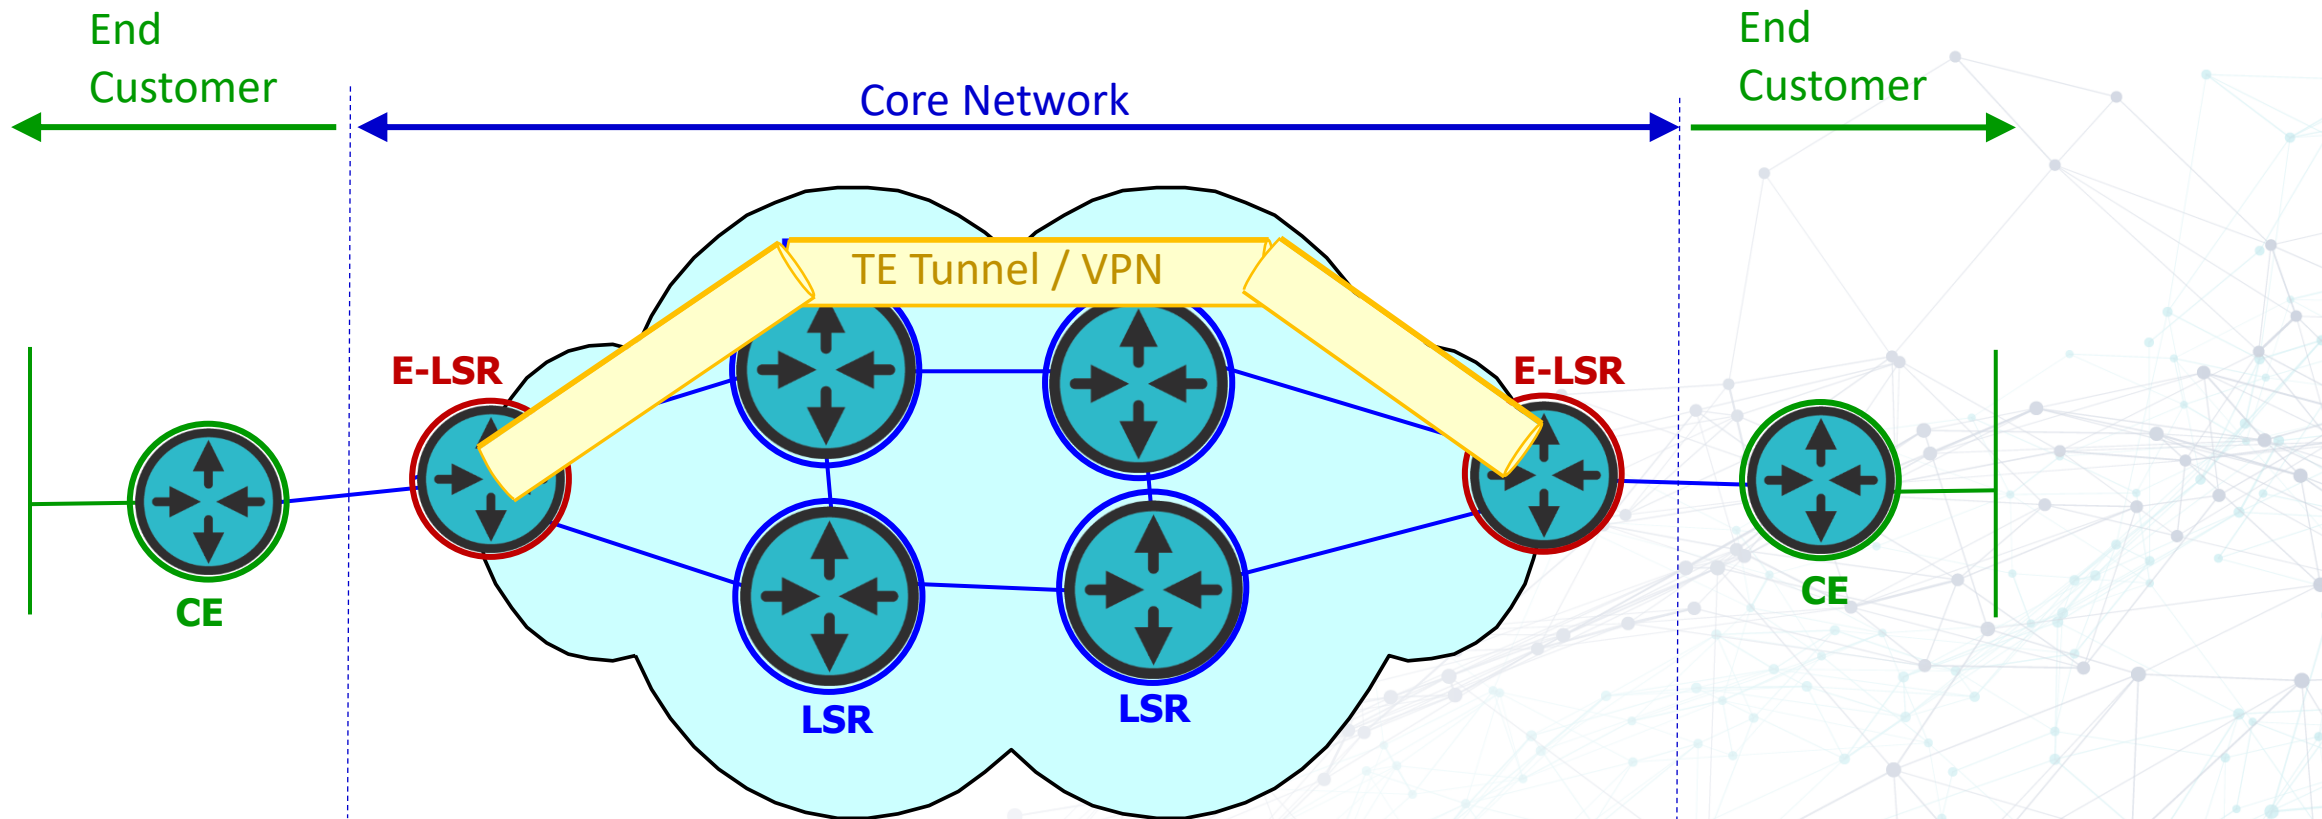 End
Customer
Core Network
End
Customer
TE Tunnel / VPN
E-LSR
E-LSR
CE
CE
LSR
LSR